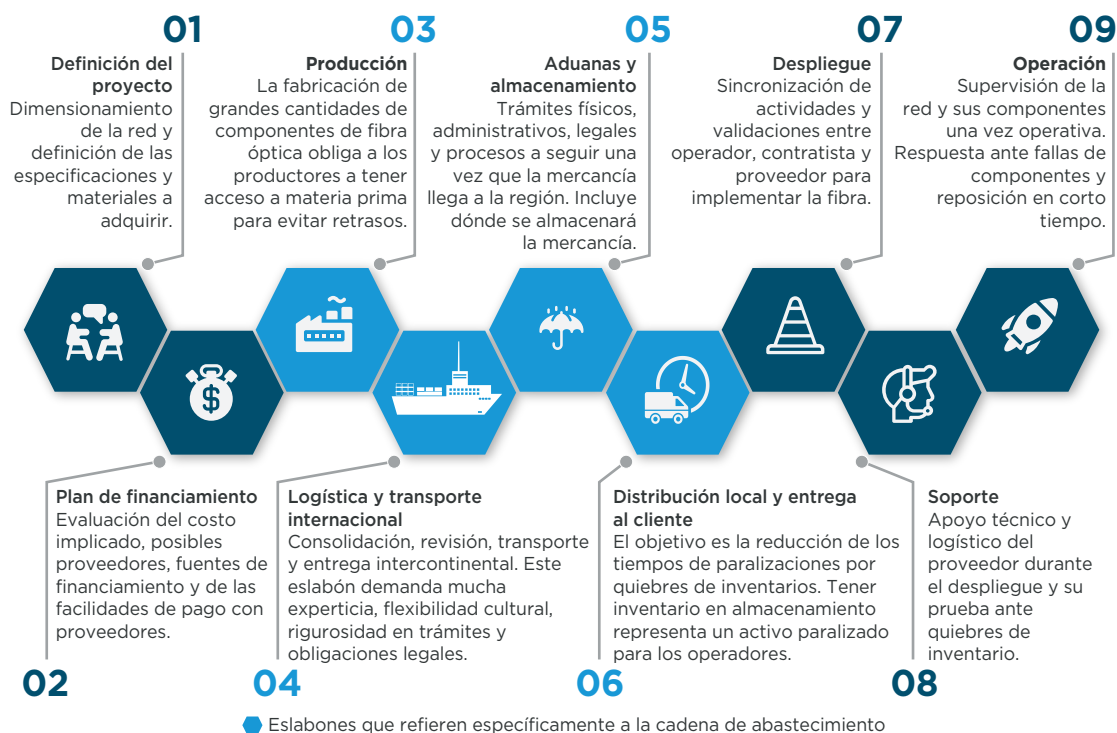 01
Definición del
proyecto
Dimensionamiento
de la red y
definición de las
especificaciones y
materiales a
adquirir.
03
Producción
La fabricación de
grandes cantidades de
componentes de fibra
óptica obliga a los
productores a tener
acceso a materia prima
para evitar retrasos.
05
Aduanas y
almacenamiento
Trámites físicos,
administrativos, legales
y procesos a seguir una
vez que la mercancía
llega a la región. Incluye
dónde se almacenará
la mercancía.
07
Despliegue
Sincronización de
actividades y
validaciones entre
operador, contratista y
proveedor para
implementar la fibra.
09
Operación
Supervisión de la
red y sus componentes
una vez operativa.
Respuesta ante fallas de
componentes y
reposición en corto
tiempo.
$
Plan de financiamiento
Evaluación del costo
implicado, posibles
proveedores, fuentes de
financiamiento y de las
facilidades de pago con
proveedores.
02
Logística y transporte
internacional
Consolidación, revisión, transporte
y entrega intercontinental. Este
eslabón demanda mucha
experticia, flexibilidad cultural,
rigurosidad en trámites y
obligaciones legales.
04
Distribución local y entrega
al cliente
El objetivo es la reducción de los
tiempos de paralizaciones por
quiebres de inventarios. Tener
inventario en almacenamiento
representa un activo paralizado
para los operadores.
06
Soporte
Apoyo técnico y
logístico del
proveedor durante
el despliegue y su
prueba ante
quiebres de
inventario.
08
Eslabones que refieren específicamente a la cadena de abastecimiento